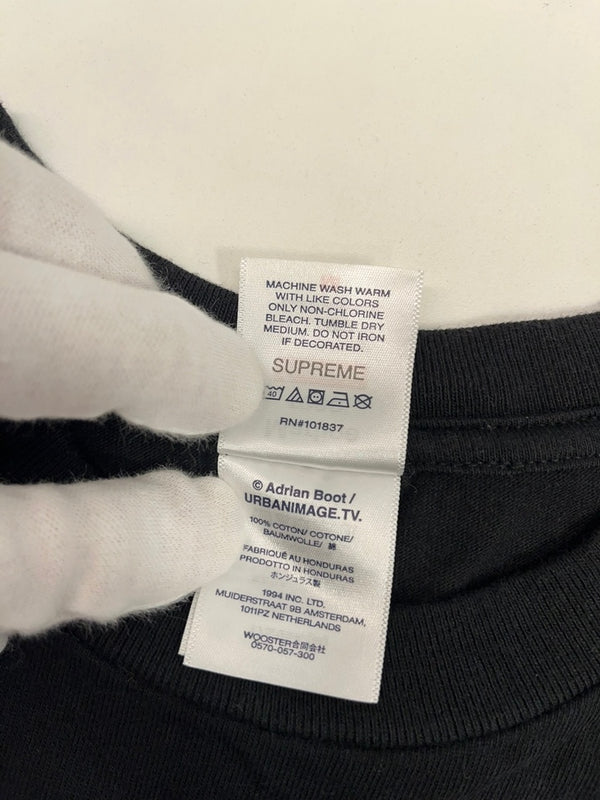 MACHINE WASH WARM
WITH LIKE COLORS
ONLY NON-CHLORINE
BLEACH. TUMBLE DRY
MEDIUM. DO NOT IRON
IF DECORATED.
SUPREME
40
RN#101837
© Adrian Boot/
URBANIMAGE.TV.
100% COTON/ COTONE/
BAUMWOLLE/ 綿
FABRIQUÉ AU HONDURAS
PRODOTTO IN HONDURAS
ホンジュラス製
1994 INC. LTD.
MUIDERSTRAAT 9B AMSTERDAM,
1011PZ NETHERLANDS
WOOSTER合同会社
0570-057-300